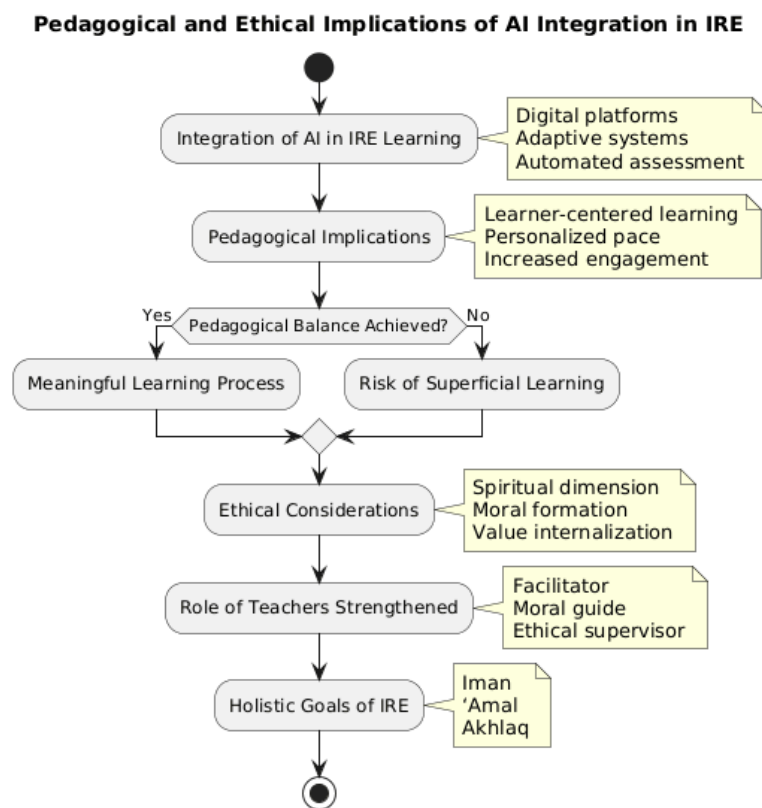 Pedagogical and Ethical Implications of AI Integration in IRE
Integration of AI in IRE Learning
Digital platforms
Adaptive systems
Automated assessment
Pedagogical Implications
Learner-centered learning
Personalized pace
Increased engagement
Pedagogical Balance Achieved?
Yes
No
Meaningful Learning Process
Risk of Superficial Learning
Ethical Considerations
Spiritual dimension
Moral formation
Value internalization
Role of Teachers Strengthened
Facilitator
Moral guide
Ethical supervisor
Holistic Goals of IRE
Iman
‘Amal
Akhlaq